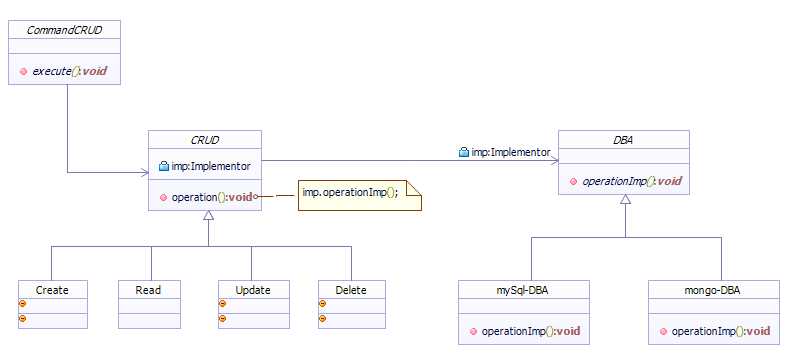 CommandCRUD
execute():void
CRUD
imp:Implementor
operation():void
imp.operationImp();
imp:Implementor
DBA
operationImp():void
Create
Read
Update
Delete
mySql-DBA
operationImp():void
mongo-DBA
operationImp():void